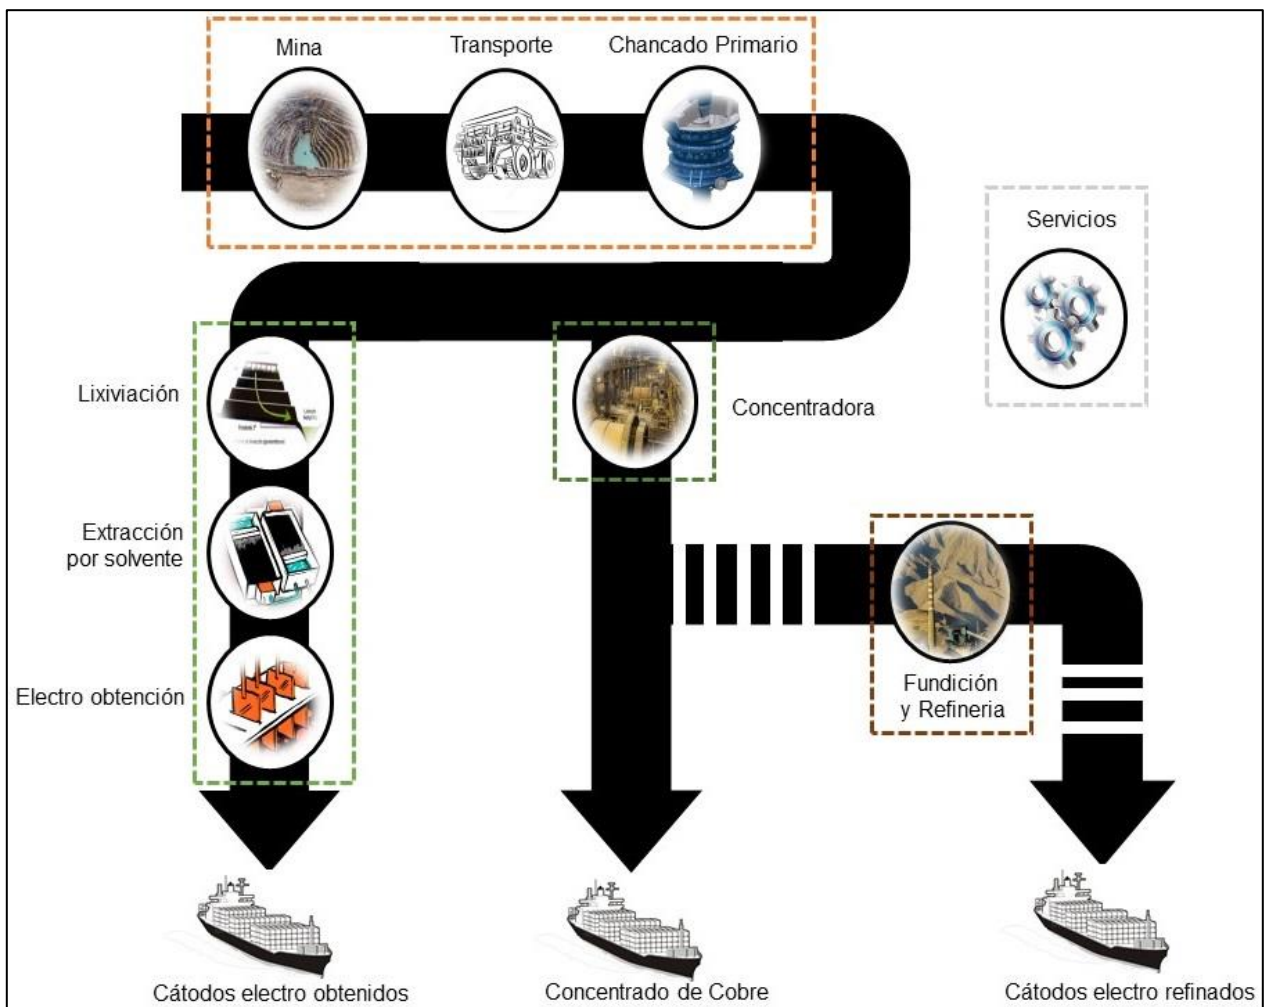 Mina
Transporte
Chancado Primario
Servicios
Lixiviación
Concentradora
Extracción
por solvente
Electro obtención
Fundición
y Refineria
Cátodos electro obtenidos
Concentrado de Cobre
Cátodos electro refinados